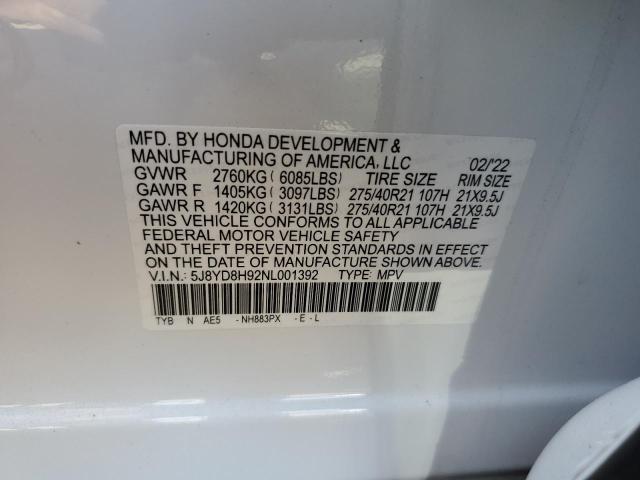 MFD. BY HONDA DEVELOPMENT &
MANUFACTURING OF AMERICA, LLC 02/'22
GVWR 2760KG ( 6085LBS) TIRE SIZE RIM SIZE
GAWR F 1405KG ( 3097LBS) 275/40R21 107H 21X9.5J
GAWR R 1420KG ( 3131LBS) 275/40R21 107H 21X9.5J
THIS VEHICLE CONFORMS TO ALL APPLICABLE
FEDERAL MOTOR VEHICLE SAFETY
AND THEFT PREVENTION STANDARDS IN EFFECT
ON THE DATE OF MANUFACTURE SHOWN ABOVE.
V.I.N.: 5J8YD8H92NL001392 TYPE: MPV
TYB N AE5 -NH883PX -E-L